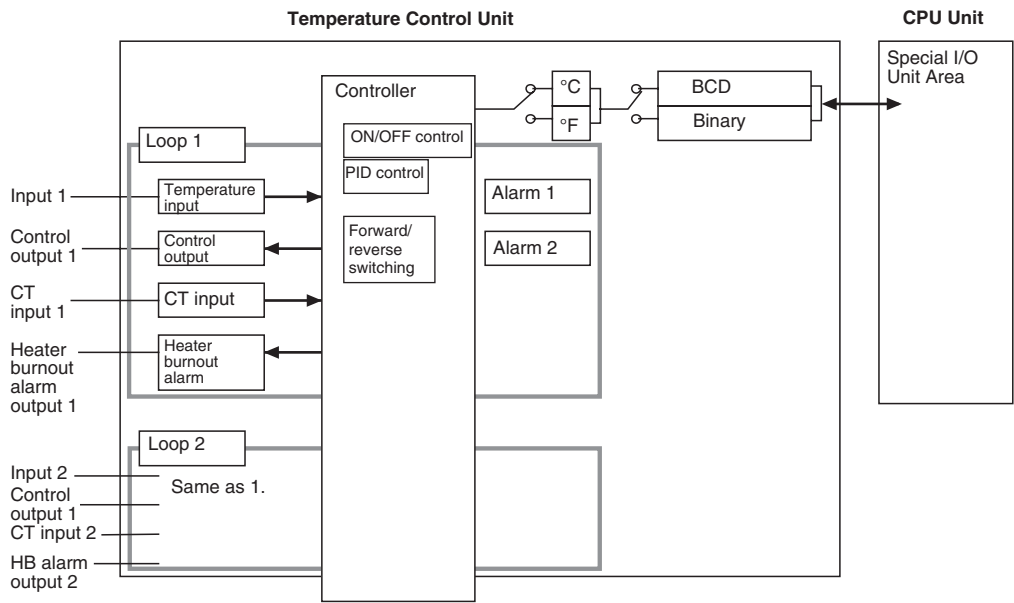 Temperature Control Unit
CPU Unit
Special I/O
Unit Area
Controller
°C
BCD
°F
Binary
ON/OFF control
PID control
Forward/
reverse
switching
Loop 1
Input 1
Temperature
input
Alarm 1
Control
output 1
Control
output
Alarm 2
CT
input 1
CT input
Heater
burnout
alarm
output 1
Heater
burnout
alarm
Loop 2
Input 2
Same as 1.
Control
output 1
CT input 2
HB alarm
output 2